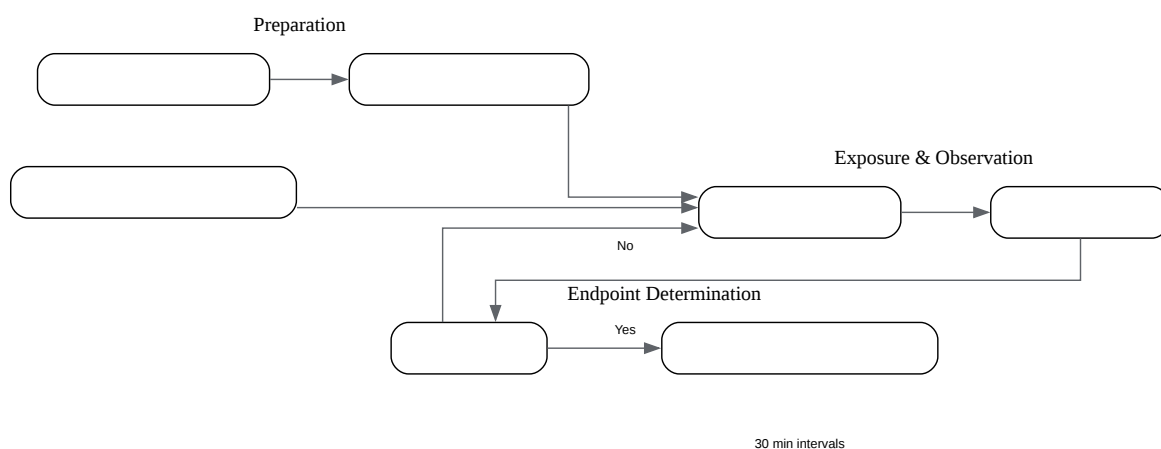 Preparation
Exposure & Observation
No
Endpoint Determination
Yes
30 min intervals